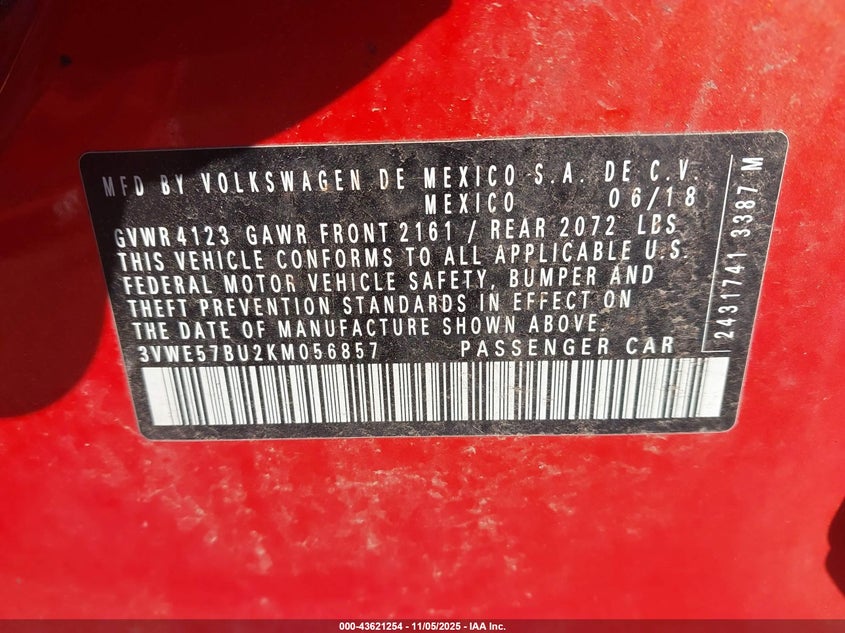 MFD BY VOLKSWAGEN DE MEXICO S.A. DE C.V.
MEXICO 06/18
GVWR 4123 GAWR FRONT 2161 / REAR 2072 LBS
THIS VEHICLE CONFORMS TO ALL APPLICABLE U.S.
FEDERAL MOTOR VEHICLE SAFETY, BUMPER AND
THEFT PREVENTION STANDARDS IN EFFECT ON
THE DATE OF MANUFACTURE SHOWN ABOVE.
3VWE57BU2KM056857 PASSENGER CAR
2431741 3387 M
000-43621254 - 11/05/2025 - IAA Inc.